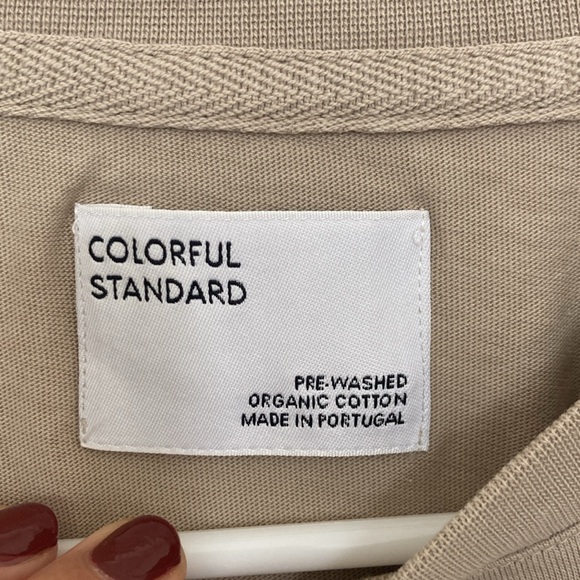 COLORFUL
STANDARD
PRE-WASHED
ORGANIC COTTON
MADE IN PORTUGAL